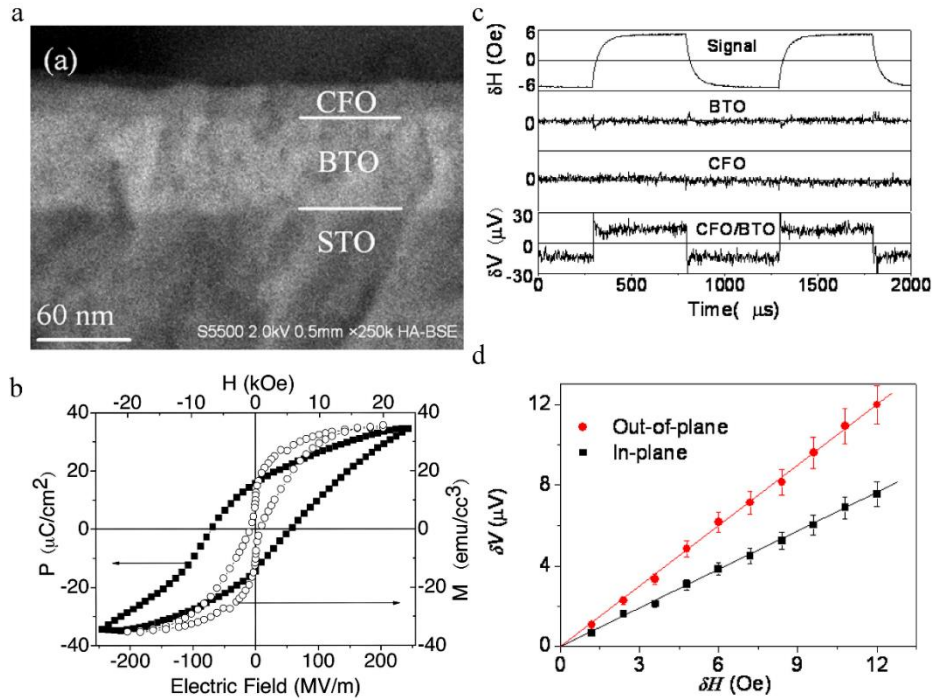 a
(a)
CFO
BTO
STO
60 nm
S5500 2.0kV 0.5mm ×250k HA-BSE
b
H (kOe)
-20 -10 0 10 20
40 40
20 20
0 0
-20 -20
-40 -40
P (μC/cm²)
M (emu/cc³)
-200 -100 0 100 200
Electric Field (MV/m)
c
δH (Oe)
6
0
-6
Signal
BTO
0
CFO
0
δV (μV)
30
0
-30
CFO/BTO
0 500 1000 1500 2000
Time( μs)
d
δV (μV)
12
8
4
0
Out-of-plane
In-plane
0 3 6 9 12
δH (Oe)